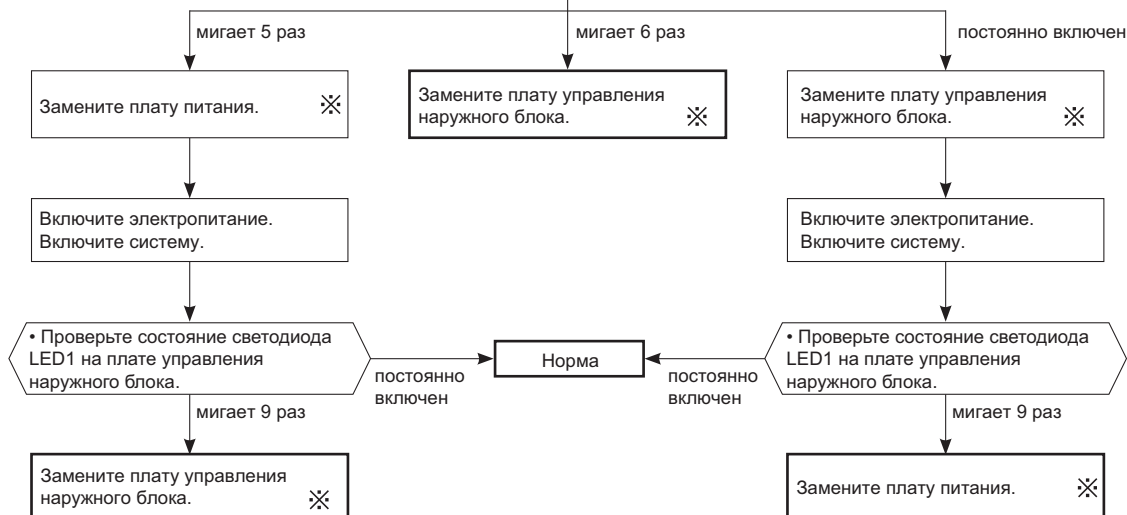 мигает 5 раз
мигает 6 раз
постоянно включен
Замените плату питания. ※
Замените плату управления
наружного блока. ※
Замените плату управления
наружного блока. ※
Включите электропитание.
Включите систему.
Включите электропитание.
Включите систему.
• Проверьте состояние светодиода
LED1 на плате управления
наружного блока.
постоянно
включен
Норма
постоянно
включен
• Проверьте состояние светодиода
LED1 на плате управления
наружного блока.
мигает 9 раз
мигает 9 раз
Замените плату управления
наружного блока. ※
Замените плату питания. ※